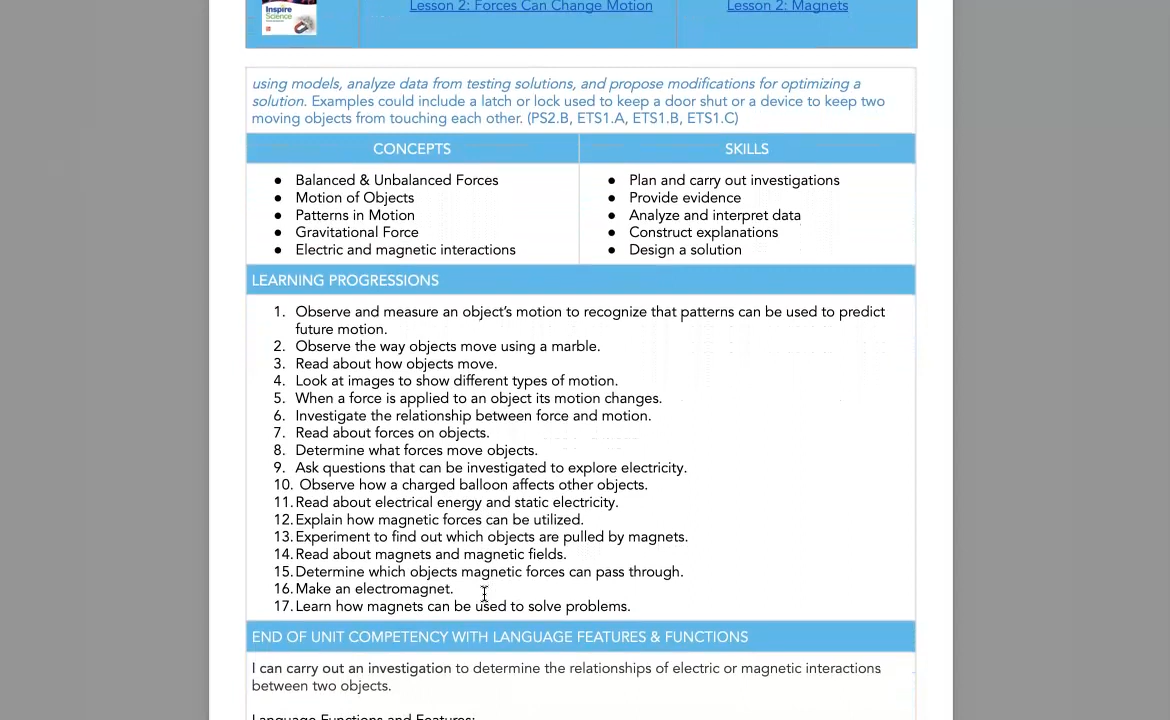 Lesson 2: Forces Can Change Motion
Lesson 2: Magnets
Inspire
Science
using models, analyze data from testing solutions, and propose modifications for optimizing a
solution. Examples could include a latch or lock used to keep a door shut or a device to keep two
moving objects from touching each other. (PS2.B, ETS1.A, ETS1.B, ETS1.C)
CONCEPTS
SKILLS
● Balanced & Unbalanced Forces
● Motion of Objects
● Patterns in Motion
● Gravitational Force
● Electric and magnetic interactions
● Plan and carry out investigations
● Provide evidence
● Analyze and interpret data
● Construct explanations
● Design a solution
LEARNING PROGRESSIONS
1. Observe and measure an object's motion to recognize that patterns can be used to predict
future motion.
2. Observe the way objects move using a marble.
3. Read about how objects move.
4. Look at images to show different types of motion.
5. When a force is applied to an object its motion changes.
6. Investigate the relationship between force and motion.
7. Read about forces on objects.
8. Determine what forces move objects.
9. Ask questions that can be investigated to explore electricity.
10. Observe how a charged balloon affects other objects.
11. Read about electrical energy and static electricity.
12. Explain how magnetic forces can be utilized.
13. Experiment to find out which objects are pulled by magnets.
14. Read about magnets and magnetic fields.
15. Determine which objects magnetic forces can pass through.
16. Make an electromagnet.
17. Learn how magnets can be used to solve problems.
END OF UNIT COMPETENCY WITH LANGUAGE FEATURES & FUNCTIONS
I can carry out an investigation to determine the relationships of electric or magnetic interactions
between two objects.
Language Functions and Features: